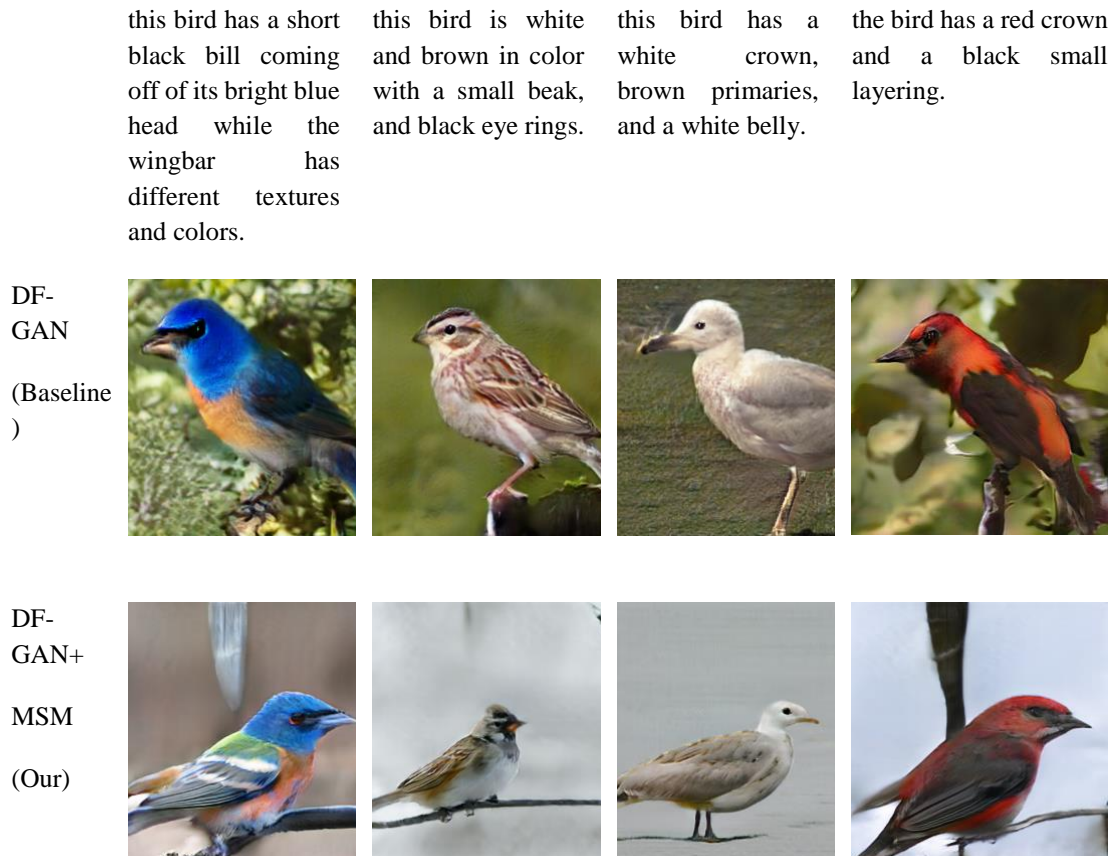 this bird has a short
black bill coming
off of its bright blue
head while the
wingbar has
different textures
and colors.
this bird is white
and brown in color
with a small beak,
and black eye rings.
this bird has a
white crown,
brown primaries,
and a white belly.
the bird has a red crown
and a black small
layering.
DF-
GAN
(Baseline
)
DF-
GAN+
MSM
(Our)